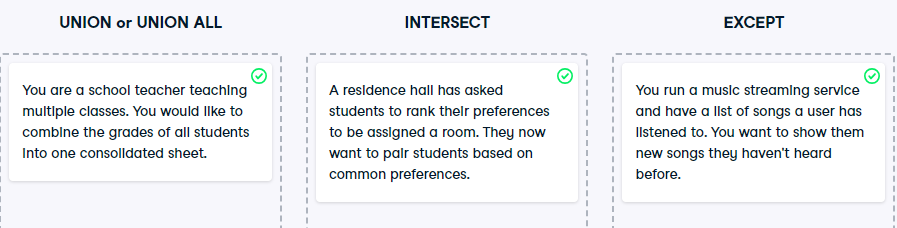 UNION or UNION ALL
You are a school teacher teaching
multiple classes. You would like to
combine the grades of all students
into one consolidated sheet.
INTERSECT
A residence hall has asked
students to rank their preferences
to be assigned a room. They now
want to pair students based on
common preferences.
EXCEPT
You run a music streaming service
and have a list of songs a user has
listened to. You want to show them
new songs they haven't heard
before.